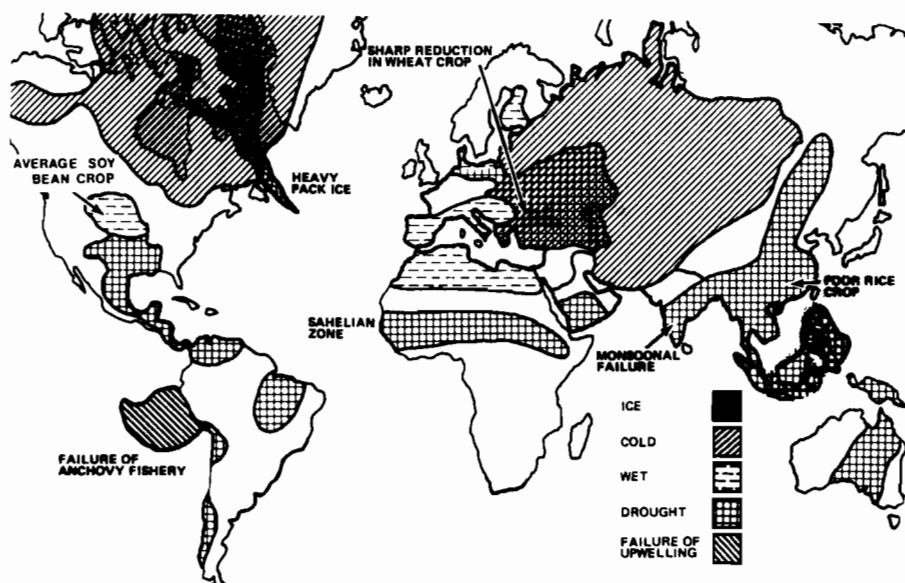 SHARP REDUCTION
IN WHEAT CROP
AVERAGE SOY
BEAN CROP
HEAVY
PACK ICE
SAHELIAN
ZONE
POOR RICE
CROP
MONSOONAL
FAILURE
FAILURE OF
ANCHOVY FISHERY
ICE
COLD
WET
DROUGHT
FAILURE OF
UPWELLING